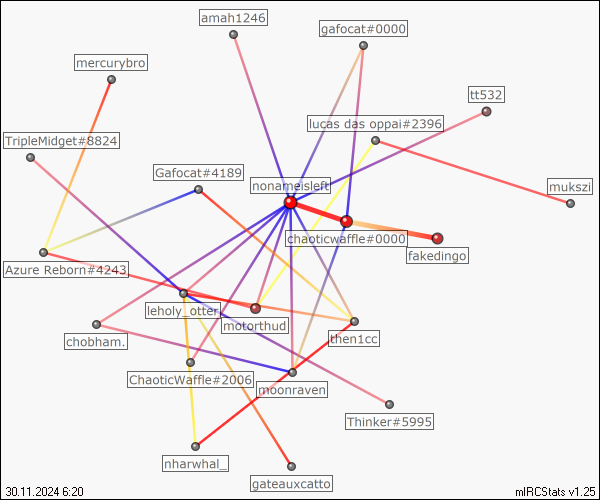 amah1246
gafocat#0000
mercurybro
tt532
lucas das oppai#2396
TripleMidget#8824
Gafocat#4189
nonameisleft
mukszi
chaoticwaffle#0000
fakedingo
Azure Reborn#4243
leholy_otter
motorthud
chobham.
then1cc
ChaoticWaffle#2006
moonraven
Thinker#5995
nharwhal_
gateauxcatto
30.11.2024 6:20
mIRCStats v1.25